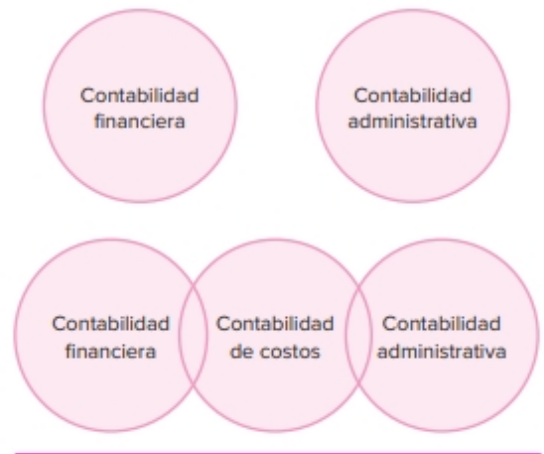 Contabilidad
financiera
Contabilidad
administrativa
Contabilidad
financiera
Contabilidad
de costos
Contabilidad
administrativa